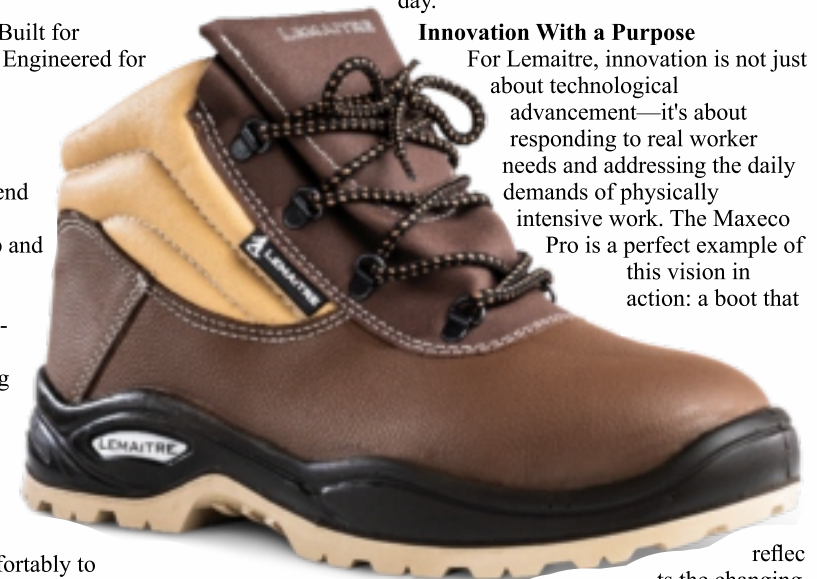 day.
Built for
Engineered for
end
and
-
g
fortably to
Innovation With a Purpose
For Lemaitre, innovation is not just
about technological
advancement—it's about
responding to real worker
needs and addressing the daily
demands of physically
intensive work. The Maxeco
Pro is a perfect example of
this vision in
action: a boot that
reflec
ts the changing
LEMAITRE
LEMAITRE
LEMAITRE